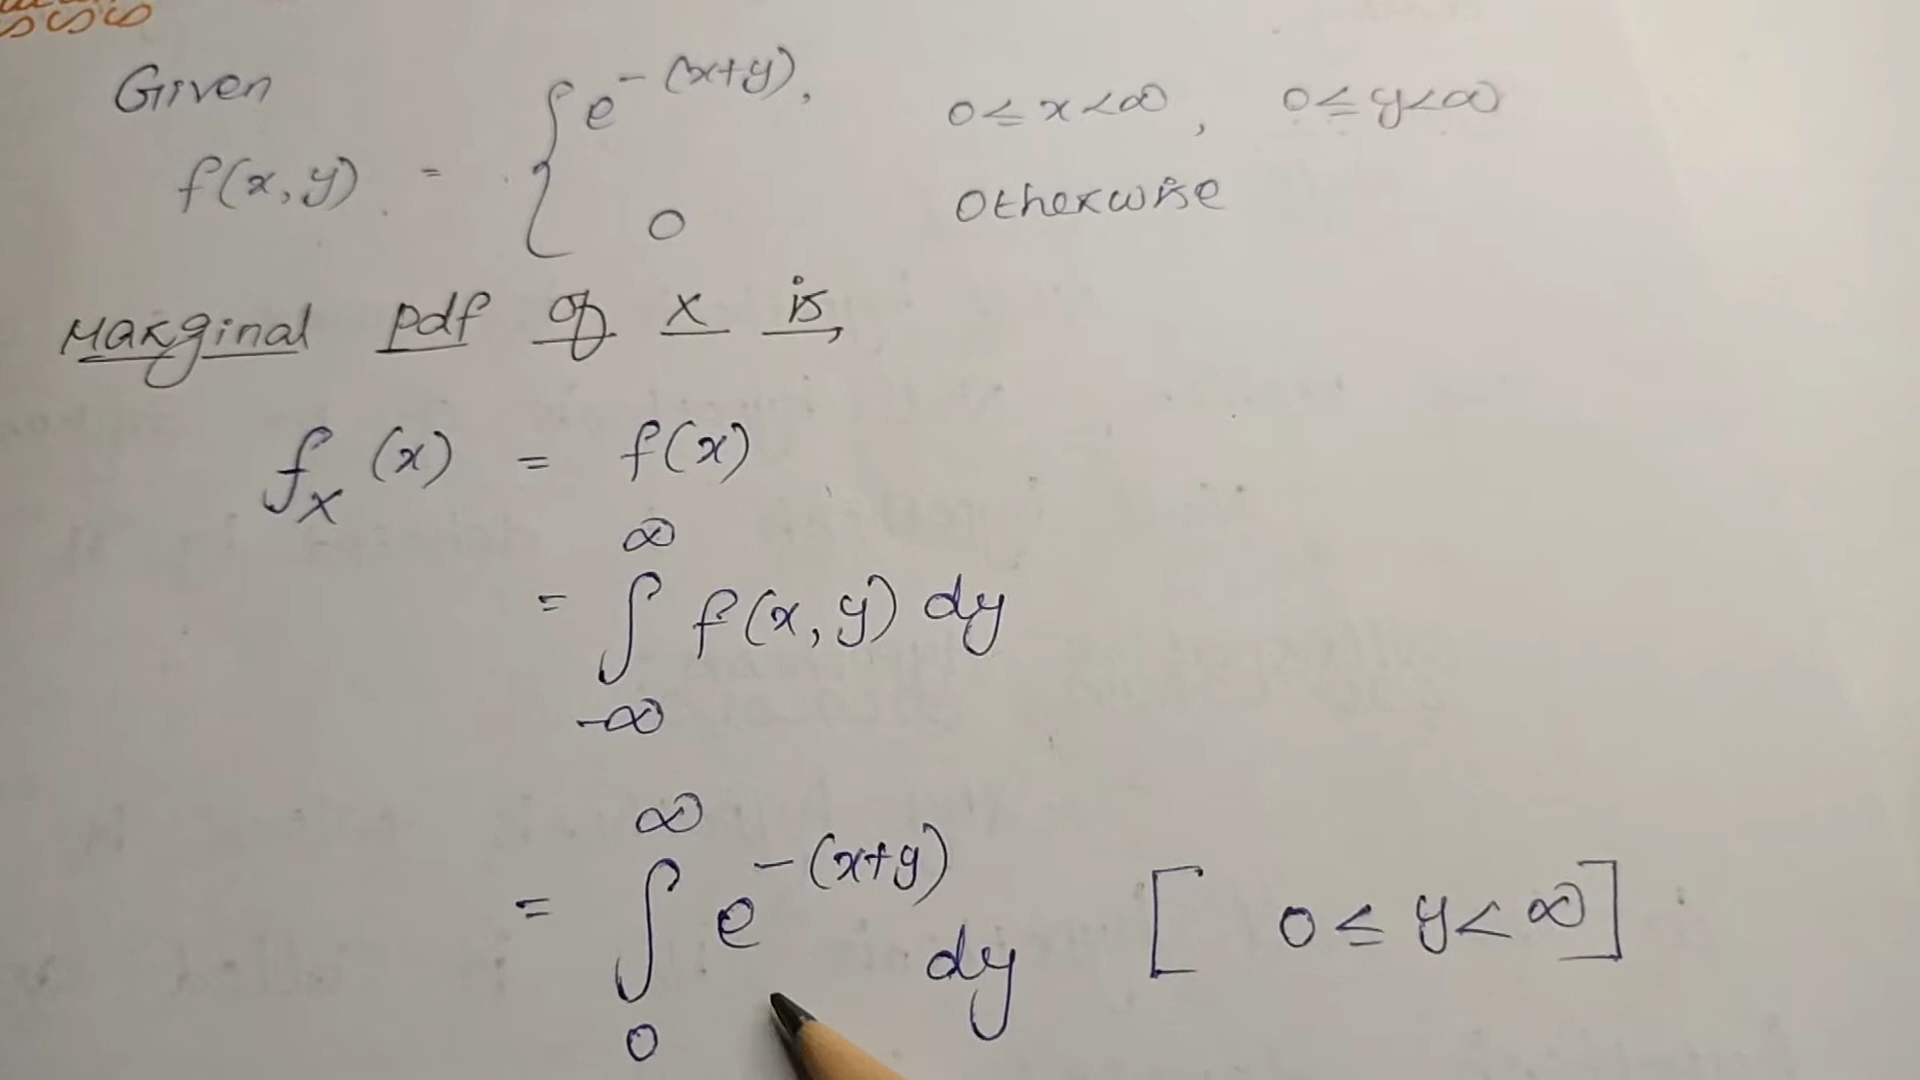 Given
f(x,y) = { e^-(x+y), 0≤x<∞, 0≤y<∞
0 otherwise
Marginal pdf of X is,
f_X(x) = f(x)
= ∫_{-∞}^{∞} f(x,y) dy
= ∫_{0}^{∞} e^-(x+y) dy [ 0≤y<∞]